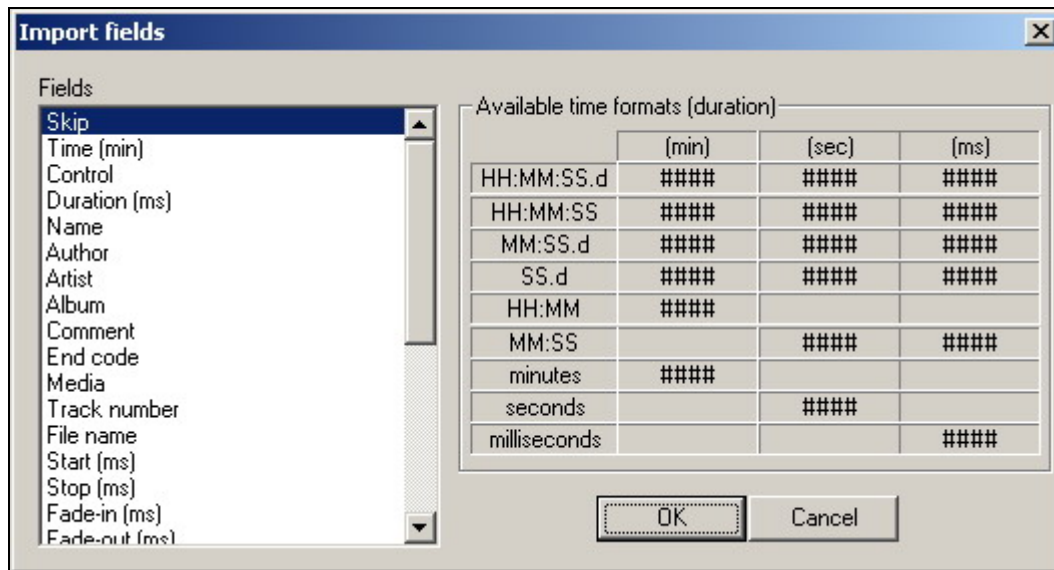 Import fields
Fields
Skip
Time (min)
Control
Duration (ms)
Name
Author
Artist
Album
Comment
End code
Media
Track number
File name
Start (ms)
Stop (ms)
Fade-in (ms)
Fade-out (ms)
Available time formats (duration)
(min) (sec) (ms)
HH:MM:SS.d #### #### ####
HH:MM:SS #### #### ####
MM:SS.d #### #### ####
SS.d #### #### ####
HH:MM ####
MM:SS #### ####
minutes ####
seconds ####
milliseconds ####
OK Cancel